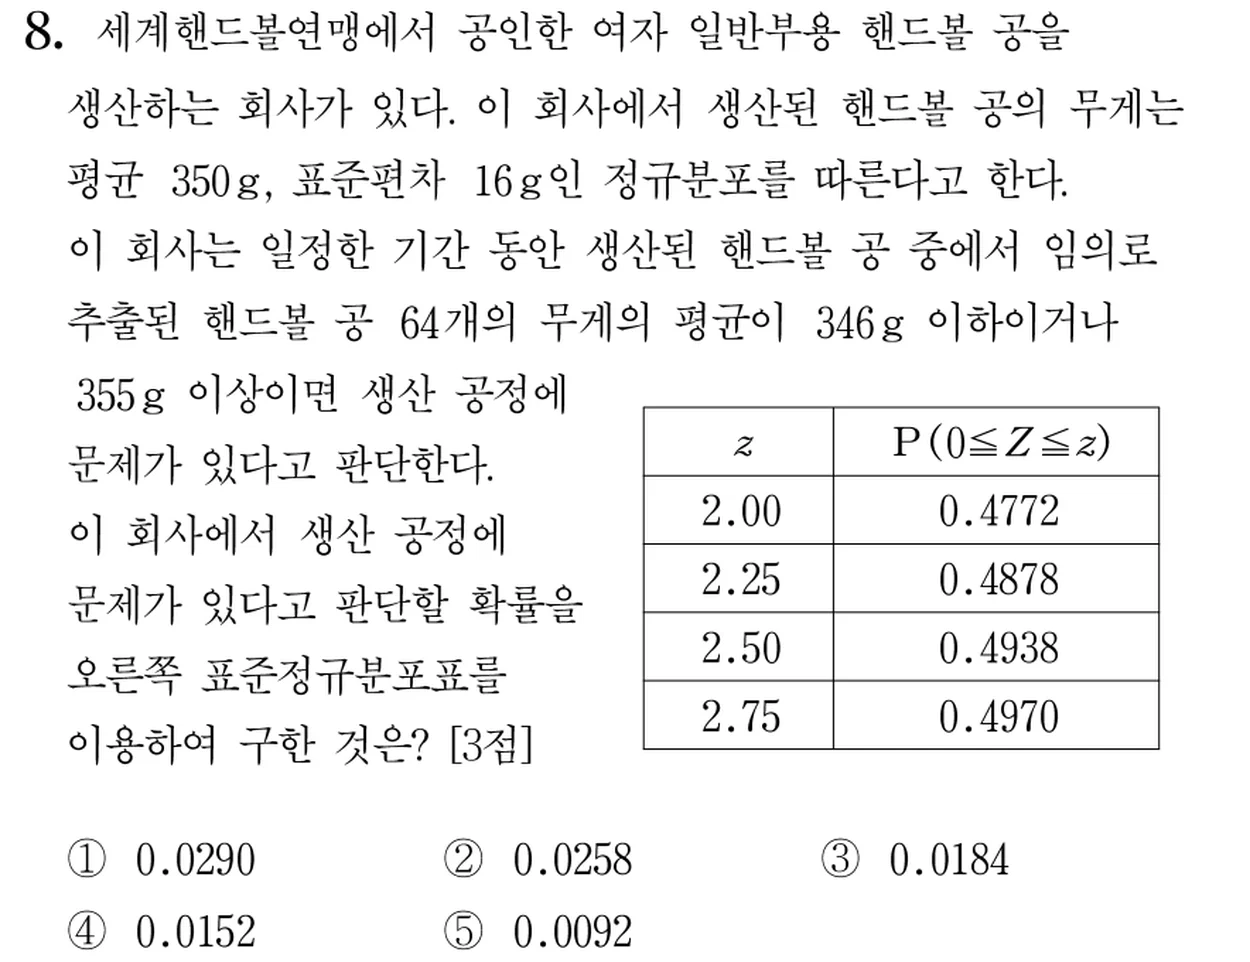 8. 세계핸드볼연맹에서 공인한 여자 일반부용 핸드볼 공을
생산하는 회사가 있다. 이 회사에서 생산된 핸드볼 공의 무게는
평균 350g, 표준편차 16g인 정규분포를 따른다고 한다.
이 회사는 일정한 기간 동안 생산된 핸드볼 공 중에서 임의로
추출된 핸드볼 공 64개의 무게의 평균이 346g 이하이거나
355g 이상이면 생산 공정에
문제가 있다고 판단한다.
이 회사에서 생산 공정에
문제가 있다고 판단할 확률을
오른쪽 표준정규분포표를
이용하여 구한 것은? [3점]
z P(0≦Z≦z)
2.00 0.4772
2.25 0.4878
2.50 0.4938
2.75 0.4970
① 0.0290 ② 0.0258 ③ 0.0184
④ 0.0152 ⑤ 0.0092